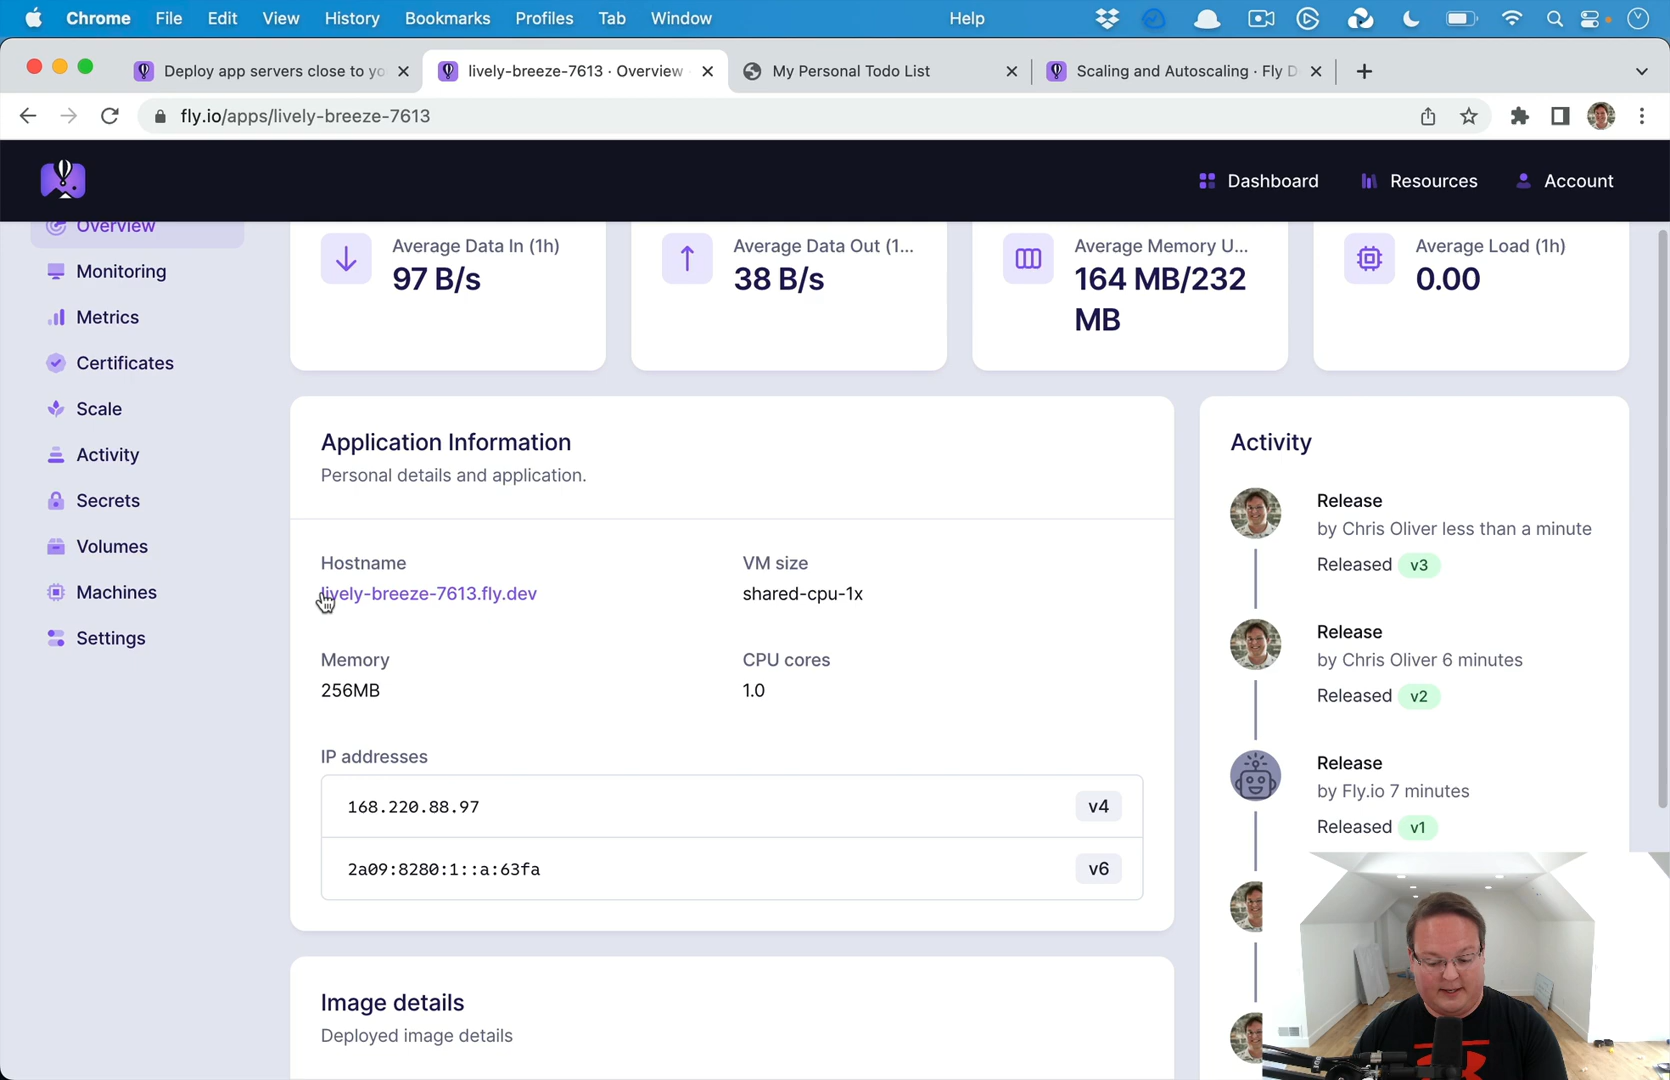 Chrome File Edit View History Bookmarks Profiles Tab Window Help
Deploy app servers close to yo
lively-breeze-7613 · Overview
My Personal Todo List
Scaling and Autoscaling · Fly D
fly.io/apps/lively-breeze-7613
Dashboard
Resources
Account
Overview
Monitoring
Metrics
Certificates
Scale
Activity
Secrets
Volumes
Machines
Settings
Average Data In (1h)
97 B/s
Average Data Out (1...
38 B/s
Average Memory U...
164 MB/232
MB
Average Load (1h)
0.00
Application Information
Personal details and application.
Hostname
lively-breeze-7613.fly.dev
VM size
shared-cpu-1x
Memory
256MB
CPU cores
1.0
IP addresses
168.220.88.97 v4
2a09:8280:1::a:63fa v6
Image details
Deployed image details
Activity
Release
by Chris Oliver less than a minute
Released v3
Release
by Chris Oliver 6 minutes
Released v2
Release
by Fly.io 7 minutes
Released v1